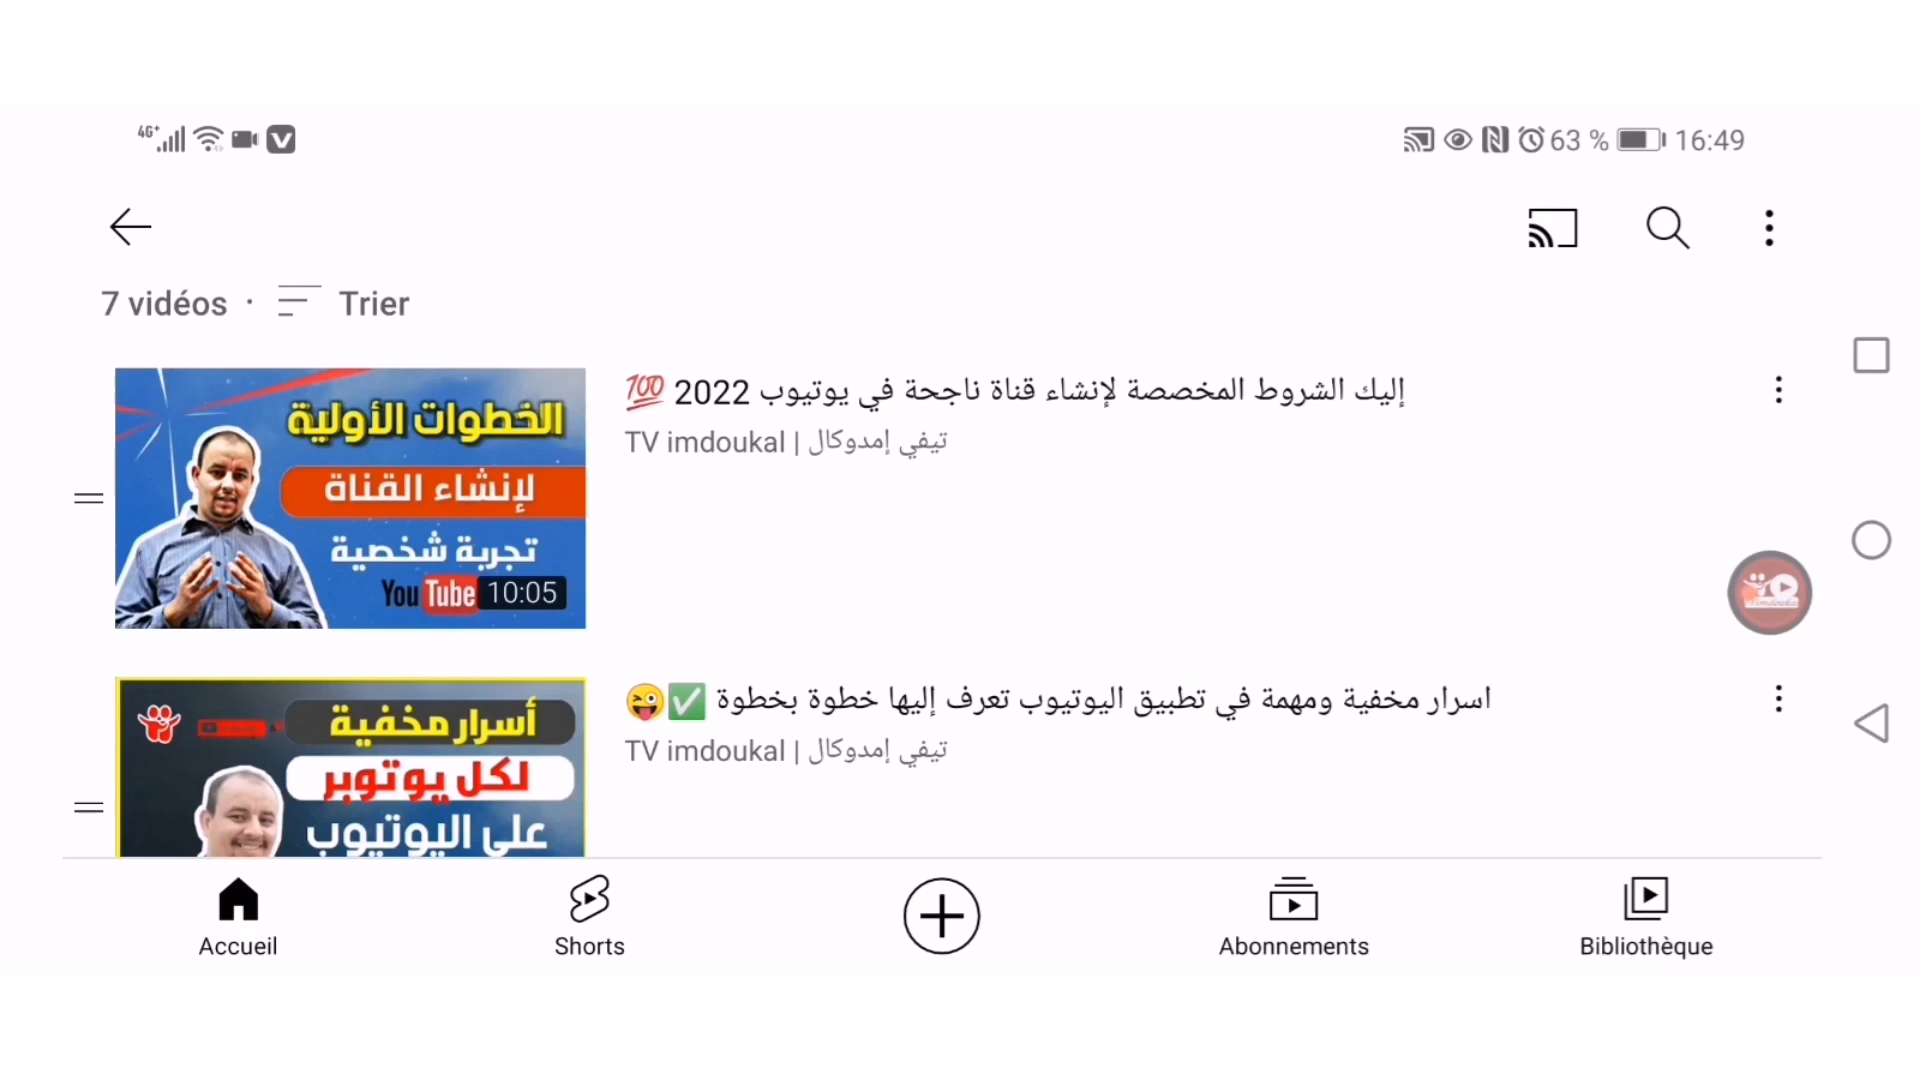 4G+
63 % 16:49
7 vidéos · Trier
الخطوات الأولية
لإنشاء القناة
تجربة شخصية
YouTube 10:05
إليك الشروط المخصصة لإنشاء قناة ناجحة في يوتيوب 2022 💯
TV imdoukal | تيفي إمدوكال
أسرار مخفية
لكل يوتوبر
على اليوتيوب
اسرار مخفية ومهمة في تطبيق اليوتيوب تعرف إليها خطوة بخطوة ✅😜
TV imdoukal | تيفي إمدوكال
Accueil
Shorts
Abonnements
Bibliothèque